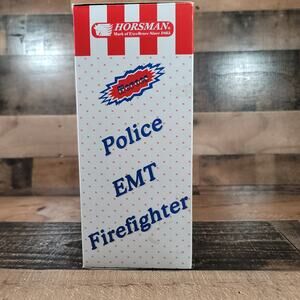 HORSMAN
Mark of Excellence Since 1865
Police
EMT
Firefighter